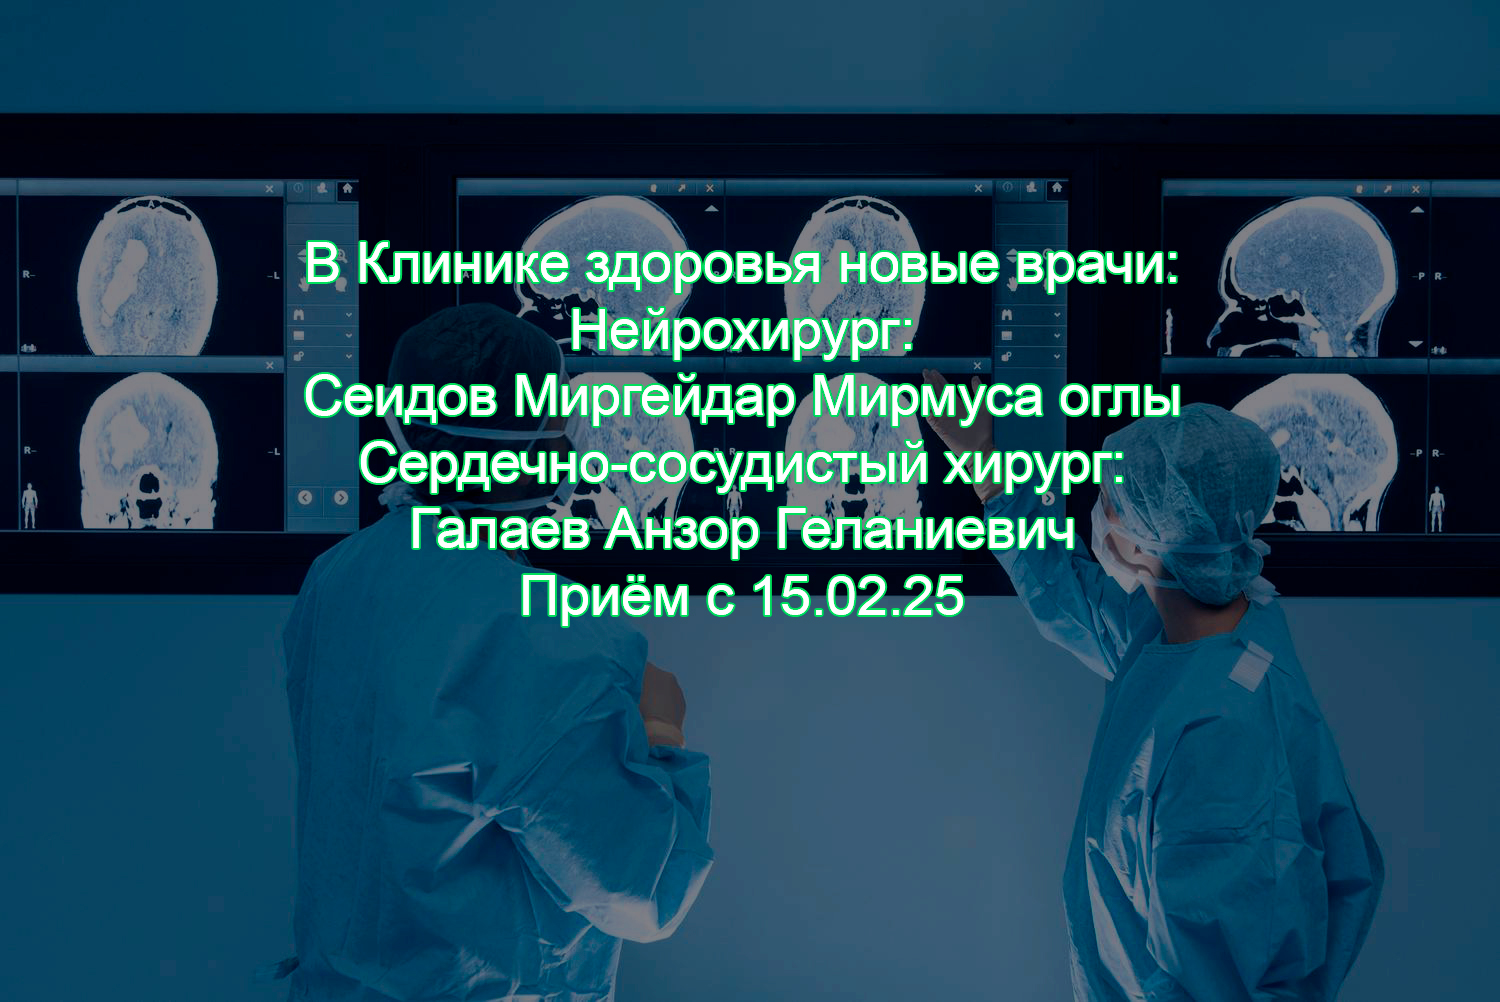 В Клинике здоровья новые врачи:
Нейрохирург:
Сеидов Миргейдар Мирмуса оглы
Сердечно-сосудистый хирург:
Галаев Анзор Геланиевич
Приём с 15.02.25